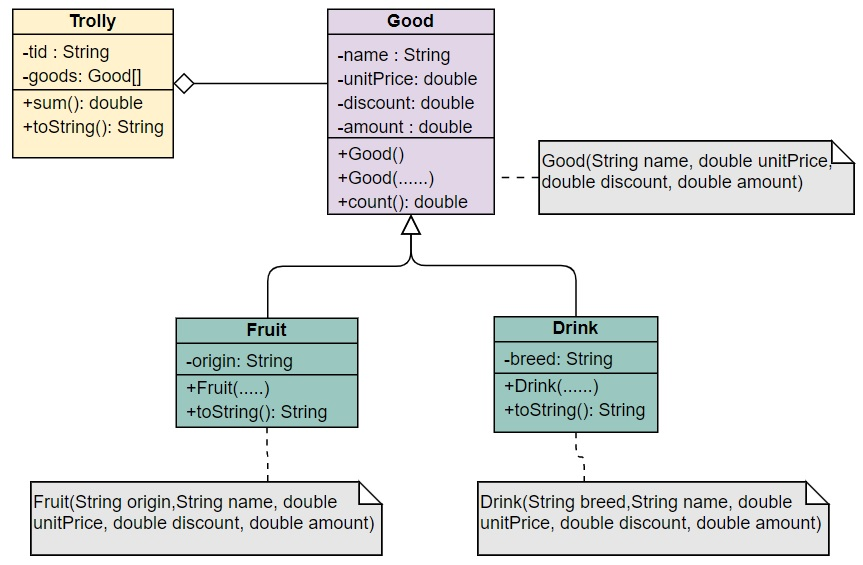 Trolly
-tid : String
-goods: Good[]
+sum(): double
+toString(): String
Good
-name : String
-unitPrice: double
-discount: double
-amount : double
+Good()
+Good(......)
+count(): double
Good(String name, double unitPrice,
double discount, double amount)
Fruit
-origin: String
+Fruit(.....)
+toString(): String
Drink
-breed: String
+Drink(......)
+toString(): String
Fruit(String origin,String name, double
unitPrice, double discount, double amount)
Drink(String breed,String name, double
unitPrice, double discount, double amount)